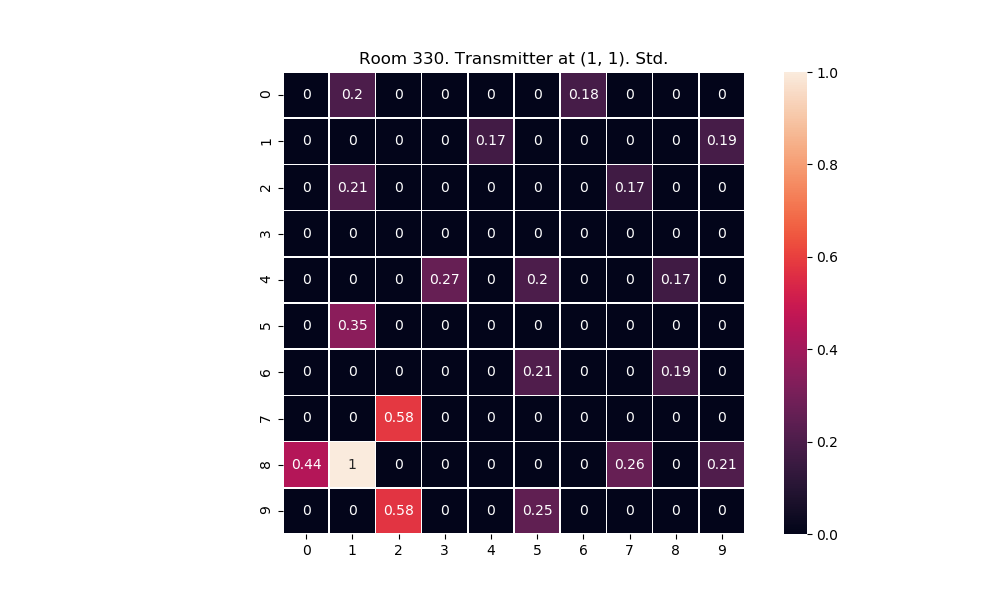 Room 330. Transmitter at (1, 1). Std.
0 0 0.2 0 0 0 0 0.18 0 0 0
1 0 0 0 0 0.17 0 0 0 0 0.19
2 0 0.21 0 0 0 0 0 0.17 0 0
3 0 0 0 0 0 0 0 0 0 0
4 0 0 0 0.27 0 0.2 0 0 0.17 0
5 0 0.35 0 0 0 0 0 0 0 0
6 0 0 0 0 0 0.21 0 0 0.19 0
7 0 0 0.58 0 0 0 0 0 0 0
8 0.44 1 0 0 0 0 0 0.26 0 0.21
9 0 0 0.58 0 0 0.25 0 0 0 0
0 1 2 3 4 5 6 7 8 9
1.0
0.8
0.6
0.4
0.2
0.0